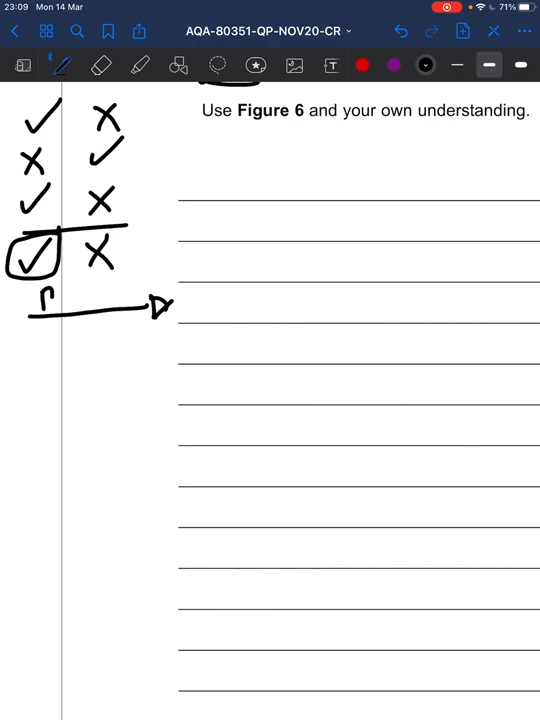 23:09 Mon 14 Mar 71%
AQA-80351-QP-NOV20-CR
T
Use Figure 6 and your own understanding.